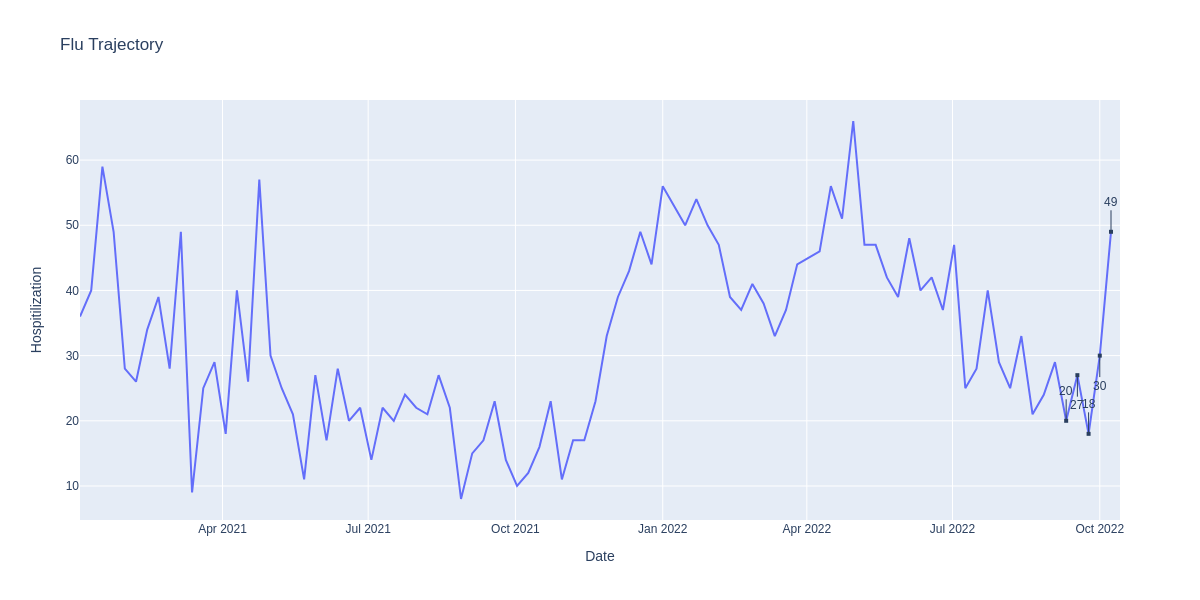 Flu Trajectory
60
50
40
30
20
10
Hospitilization
49
20
27
18
30
Apr 2021
Jul 2021
Oct 2021
Jan 2022
Apr 2022
Jul 2022
Oct 2022
Date